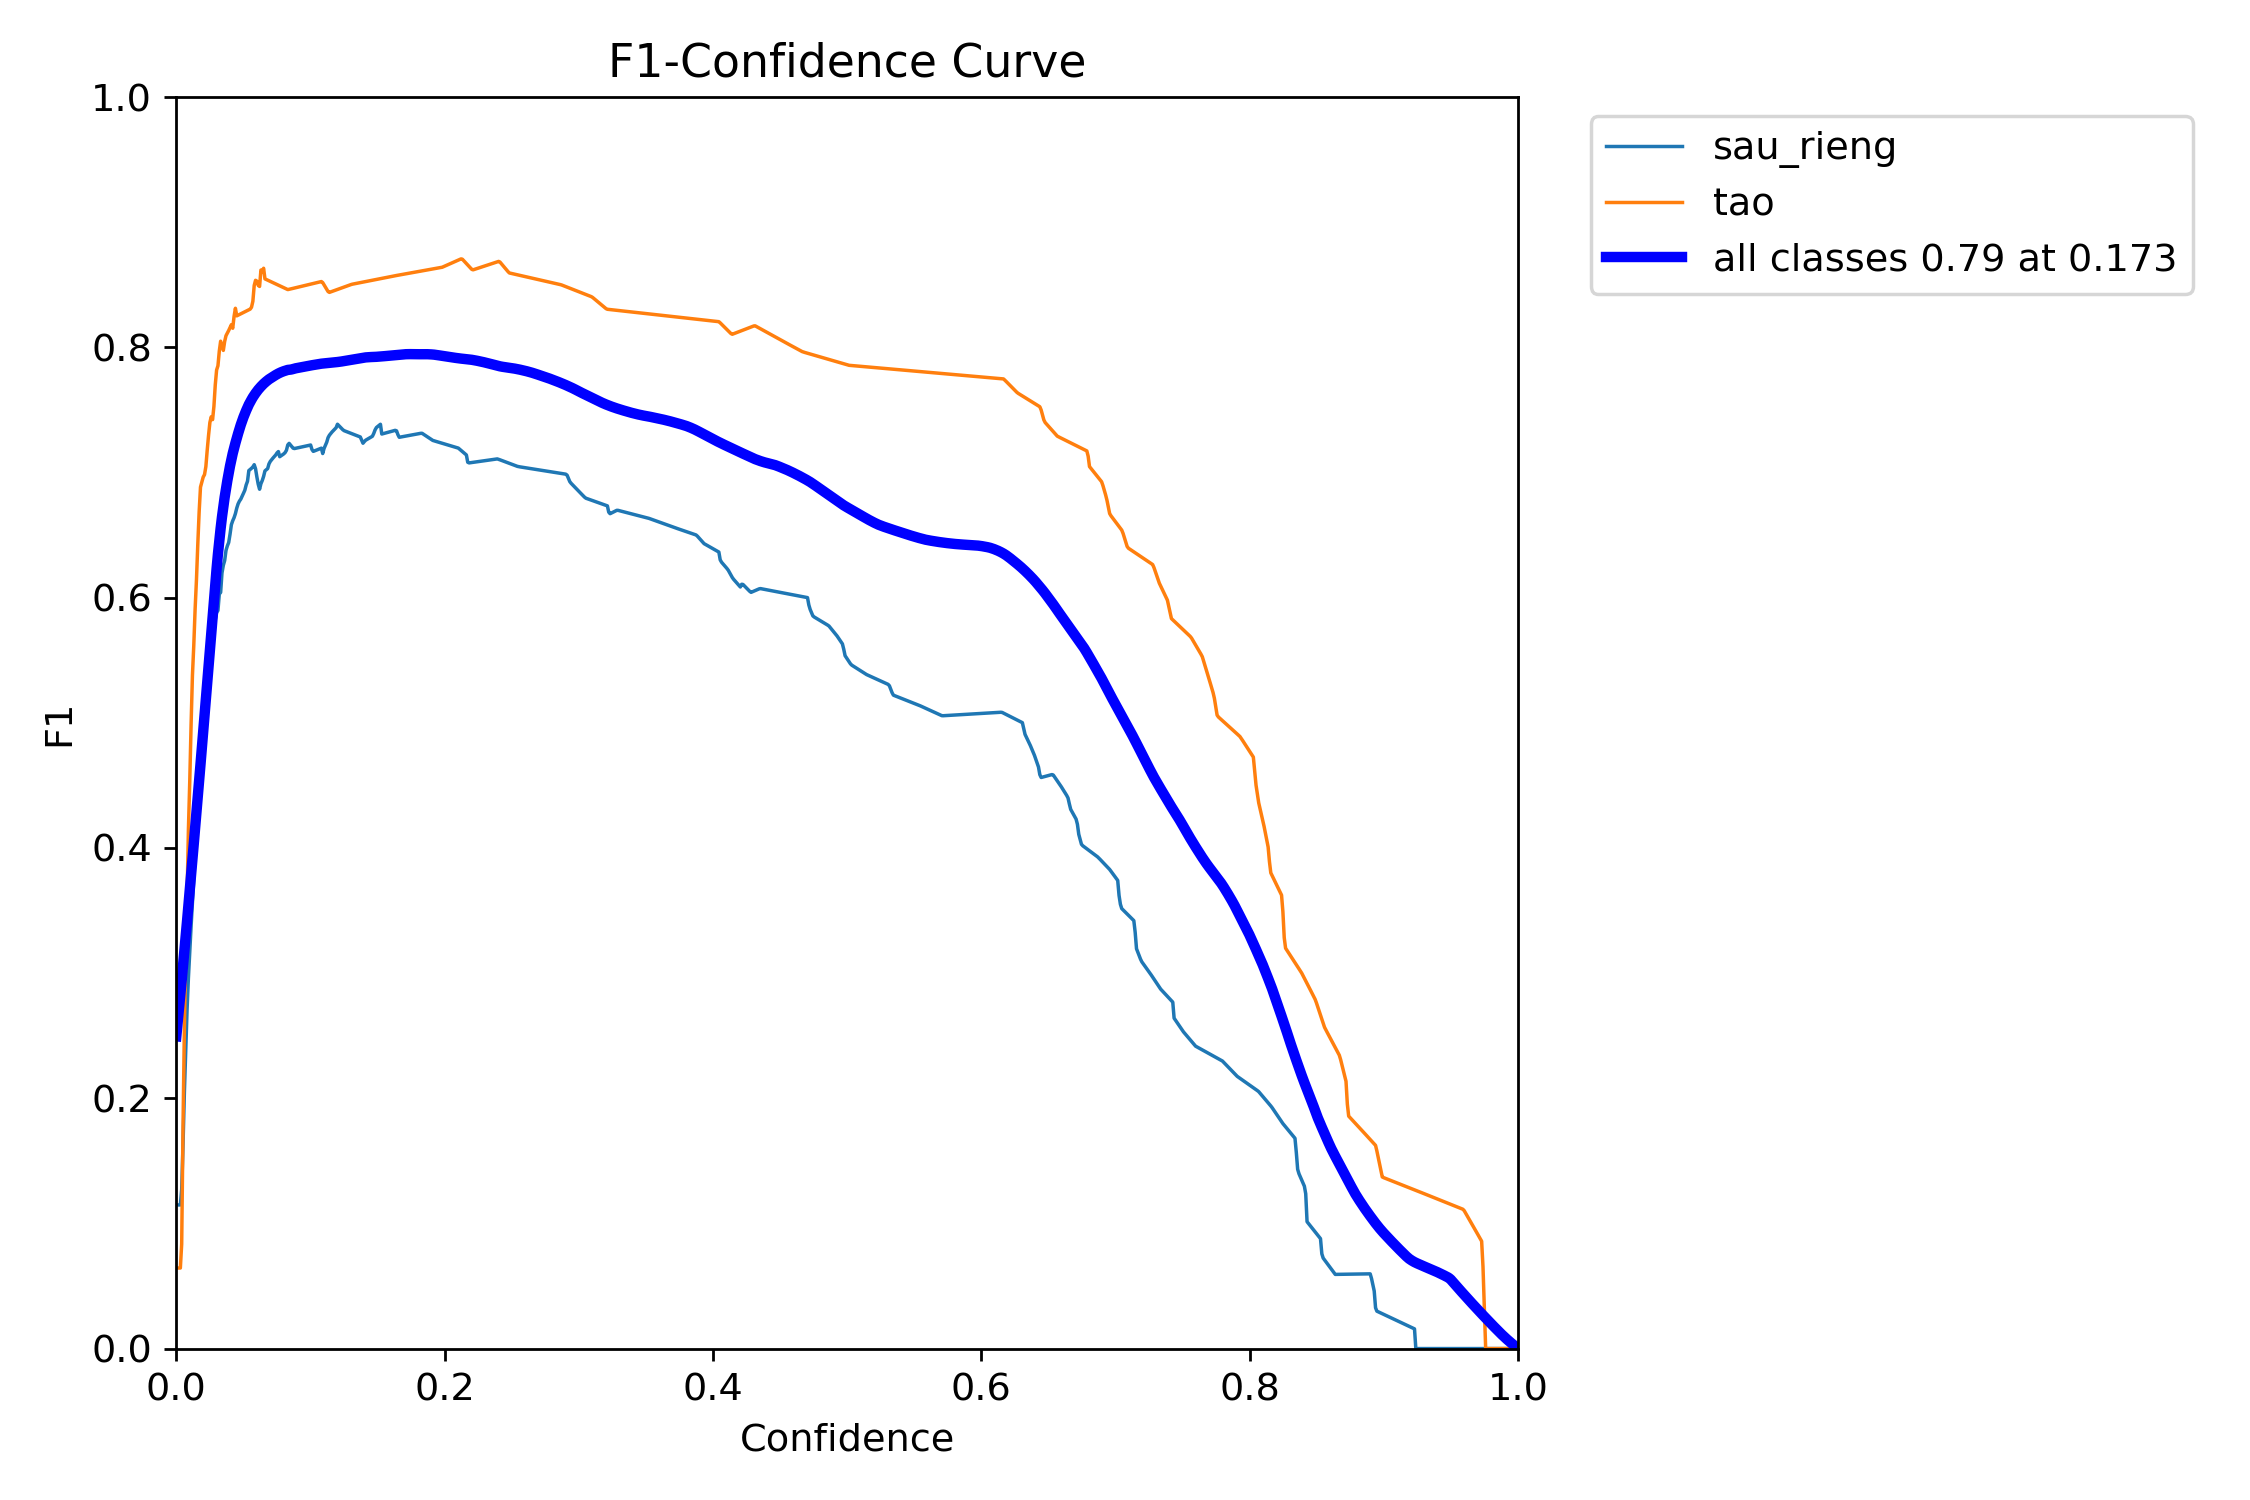 F1-Confidence Curve
1.0
0.8
0.6
0.4
0.2
0.0
F1
0.0 0.2 0.4 0.6 0.8 1.0
Confidence
sau_rieng
tao
all classes 0.79 at 0.173